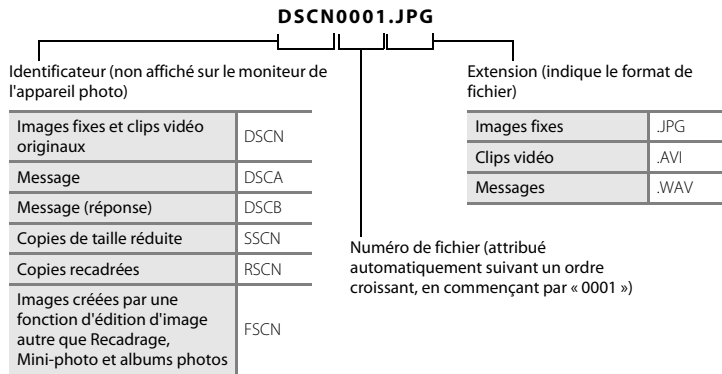 DSCN0001.JPG
Identificateur (non affiché sur le moniteur de
l'appareil photo)
Images fixes et clips vidéo
originaux
DSCN
Message
DSCA
Message (réponse)
DSCB
Copies de taille réduite
SSCN
Copies recadrées
RSCN
Images créées par une
fonction d'édition d'image
autre que Recadrage,
Mini-photo et albums photos
FSCN
Numéro de fichier (attribué
automatiquement suivant un ordre
croissant, en commençant par « 0001 »)
Extension (indique le format de
fichier)
Images fixes
.JPG
Clips vidéo
.AVI
Messages
.WAV